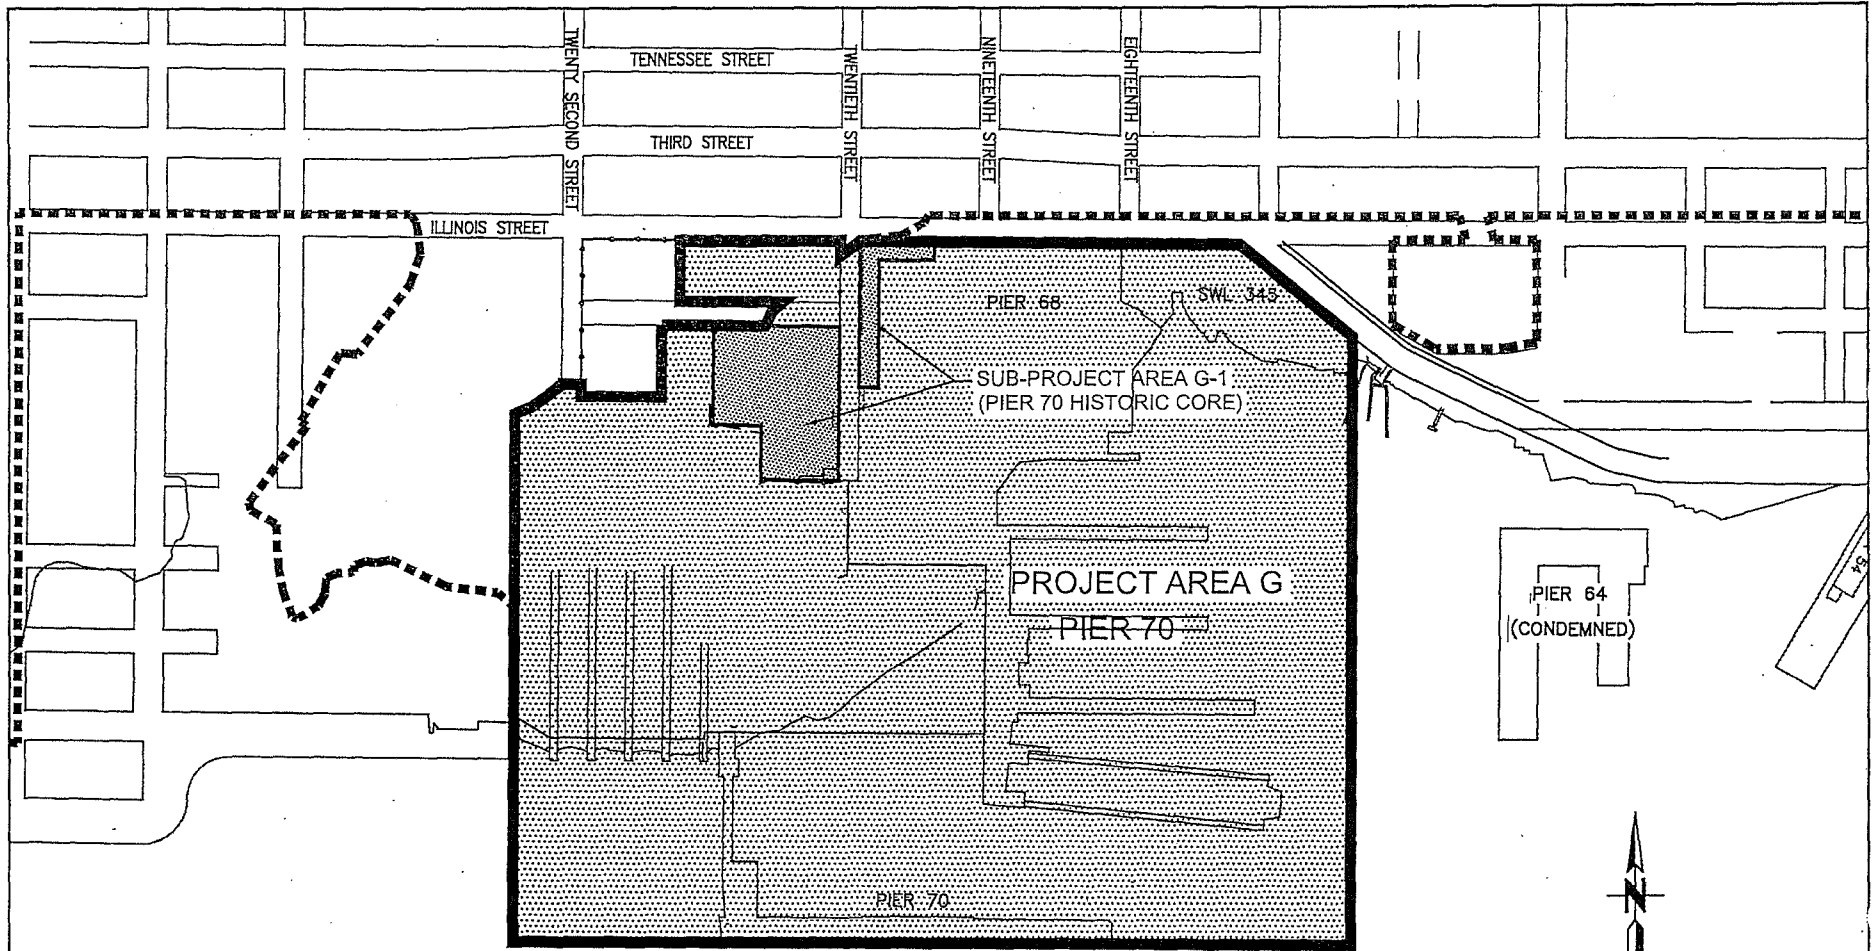 TENNESSEE STREET
THIRD STREET
ILLINOIS STREET
TWENTY SECOND STREET
TWENTIETH STREET
NINETEENTH STREET
EIGHTEENTH STREET
PIER 68
SWL 345
SUB-PROJECT AREA G-1
(PIER 70 HISTORIC CORE)
PROJECT AREA G
PIER 70
PIER 64
(CONDEMNED)
54
PIER 70
N